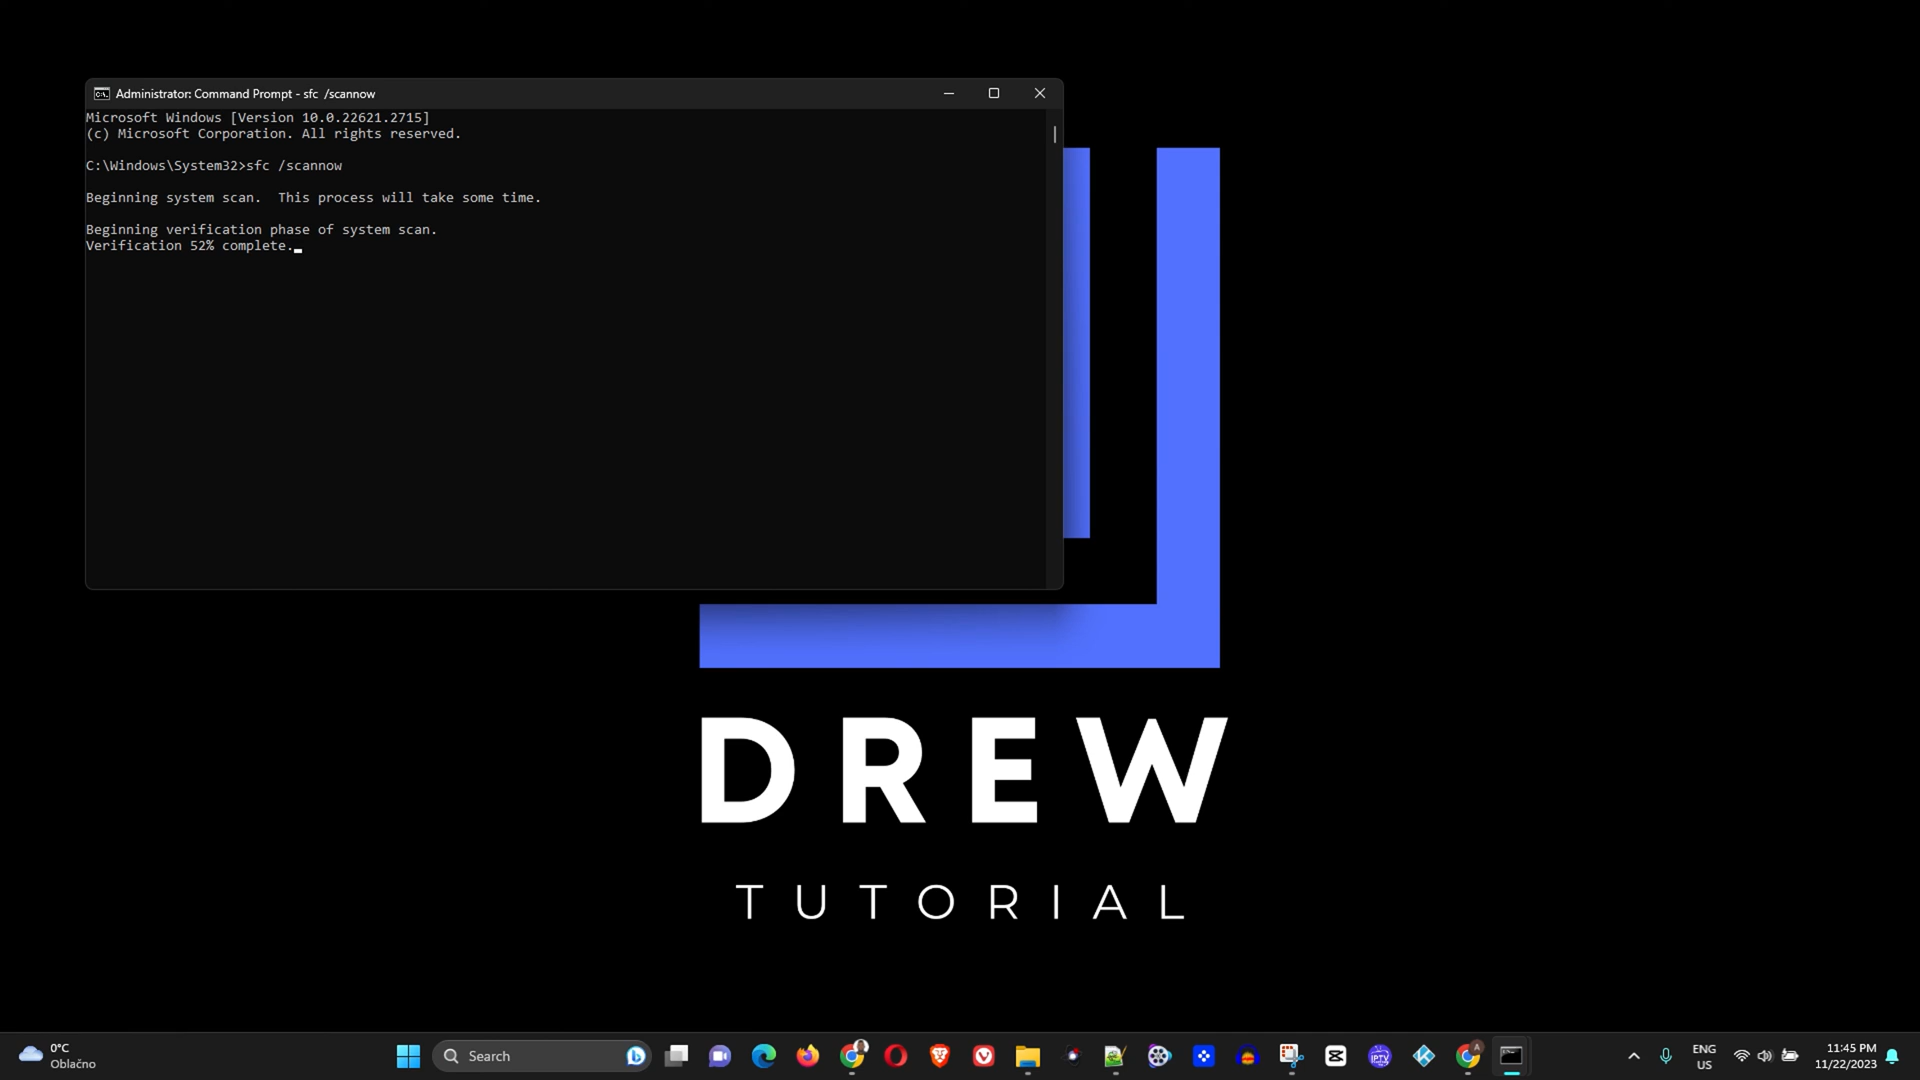 Administrator: Command Prompt - sfc  /scannow
Microsoft Windows [Version 10.0.22621.2715]
(c) Microsoft Corporation. All rights reserved.
C:\Windows\System32>sfc /scannow
Beginning system scan.  This process will take some time.
Beginning verification phase of system scan.
Verification 52% complete.
DREW
TUTORIAL
0°C
Oblačno
Search
IPTV
A
ENG
US
11:45 PM
11/22/2023